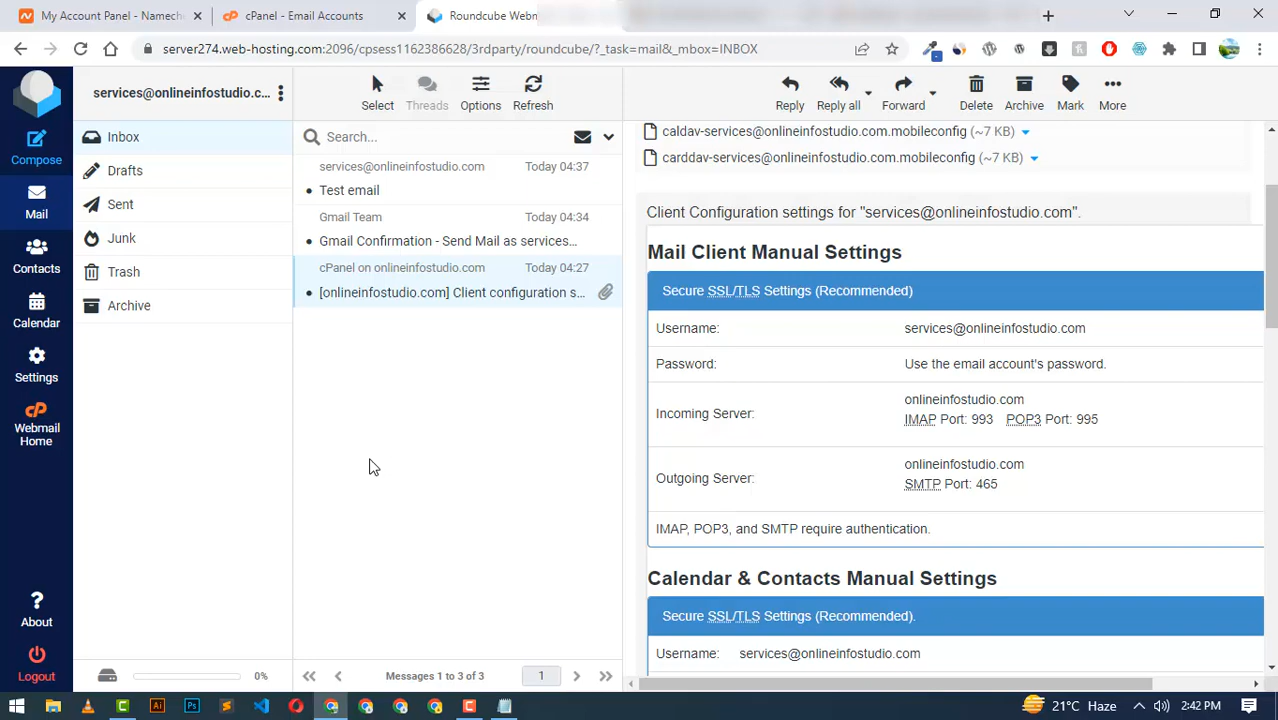 My Account Panel - Namech
cPanel - Email Accounts
Roundcube Webm
server274.web-hosting.com:2096/cpsess1162386628/3rdparty/roundcube/?_task=mail&_mbox=INBOX
services@onlineinfostudio.c...
Select
Threads
Options
Refresh
Reply
Reply all
Forward
Delete
Archive
Mark
More
Compose
Mail
Contacts
Calendar
Settings
Webmail
Home
About
Logout
Inbox
Drafts
Sent
Junk
Trash
Archive
0%
Search...
services@onlineinfostudio.com Today 04:37
Test email
Gmail Team Today 04:34
Gmail Confirmation - Send Mail as services...
cPanel on onlineinfostudio.com Today 04:27
[onlineinfostudio.com] Client configuration s...
Messages 1 to 3 of 3
1
caldav-services@onlineinfostudio.com.mobileconfig (~7 KB)
carddav-services@onlineinfostudio.com.mobileconfig (~7 KB)
Client Configuration settings for "services@onlineinfostudio.com".
Mail Client Manual Settings
Secure SSL/TLS Settings (Recommended)
Username: services@onlineinfostudio.com
Password: Use the email account's password.
Incoming Server: onlineinfostudio.com
IMAP Port: 993 POP3 Port: 995
Outgoing Server: onlineinfostudio.com
SMTP Port: 465
IMAP, POP3, and SMTP require authentication.
Calendar & Contacts Manual Settings
Secure SSL/TLS Settings (Recommended).
Username: services@onlineinfostudio.com
21°C Haze
2:42 PM